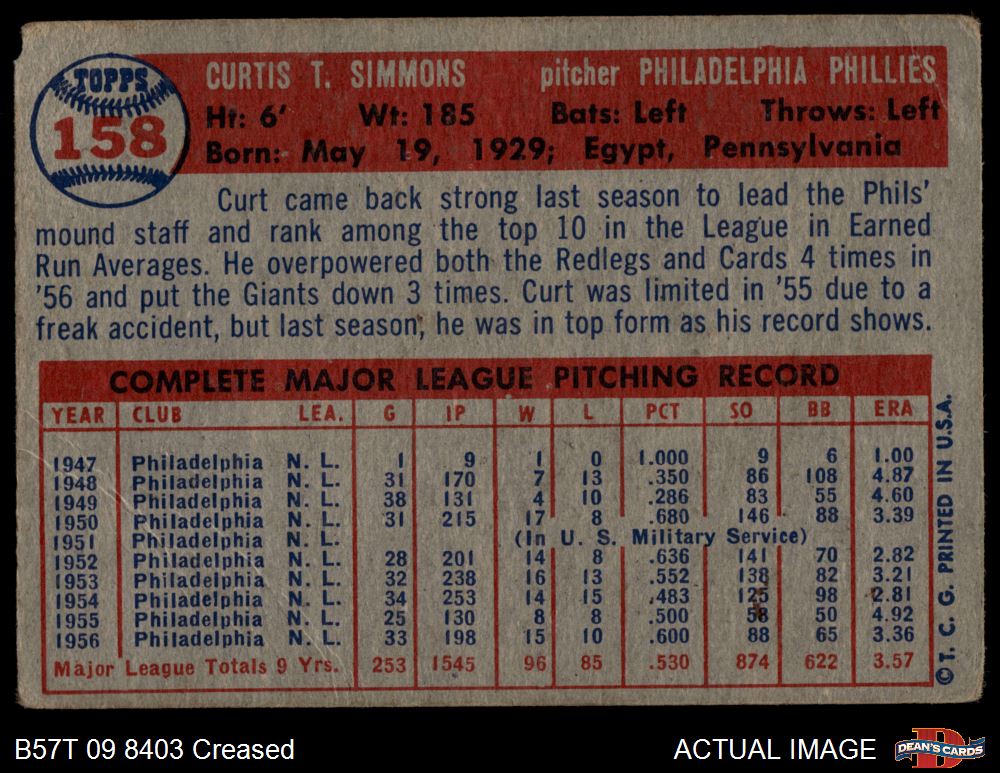 TOPPS
158
CURTIS T. SIMMONS pitcher PHILADELPHIA PHILLIES
Ht: 6' Wt: 185 Bats: Left Throws: Left
Born: May 19, 1929; Egypt, Pennsylvania
Curt came back strong last season to lead the Phils'
mound staff and rank among the top 10 in the League in Earned
Run Averages. He overpowered both the Redlegs and Cards 4 times in
'56 and put the Giants down 3 times. Curt was limited in '55 due to a
freak accident, but last season, he was in top form as his record shows.
COMPLETE MAJOR LEAGUE PITCHING RECORD
YEAR CLUB LEA. G IP W L PCT SO BB ERA
1947 Philadelphia N. L. 1 9 1 0 1.000 9 6 1.00
1948 Philadelphia N. L. 31 170 7 13 .350 86 108 4.87
1949 Philadelphia N. L. 38 131 4 10 .286 83 55 4.60
1950 Philadelphia N. L. 31 215 17 8 .680 146 88 3.39
1951 Philadelphia N. L. (In U. S. Military Service)
1952 Philadelphia N. L. 28 201 14 8 .636 141 70 2.82
1953 Philadelphia N. L. 32 238 16 13 .552 138 82 3.21
1954 Philadelphia N. L. 34 253 14 15 .483 125 98 2.81
1955 Philadelphia N. L. 25 130 8 8 .500 58 50 4.92
1956 Philadelphia N. L. 33 198 15 10 .600 88 65 3.36
Major League Totals 9 Yrs. 253 1545 96 85 .530 874 622 3.57
© T. C. G. PRINTED IN U.S.A.
B57T 09 8403 Creased
ACTUAL IMAGE
D
DEAN'S CARDS